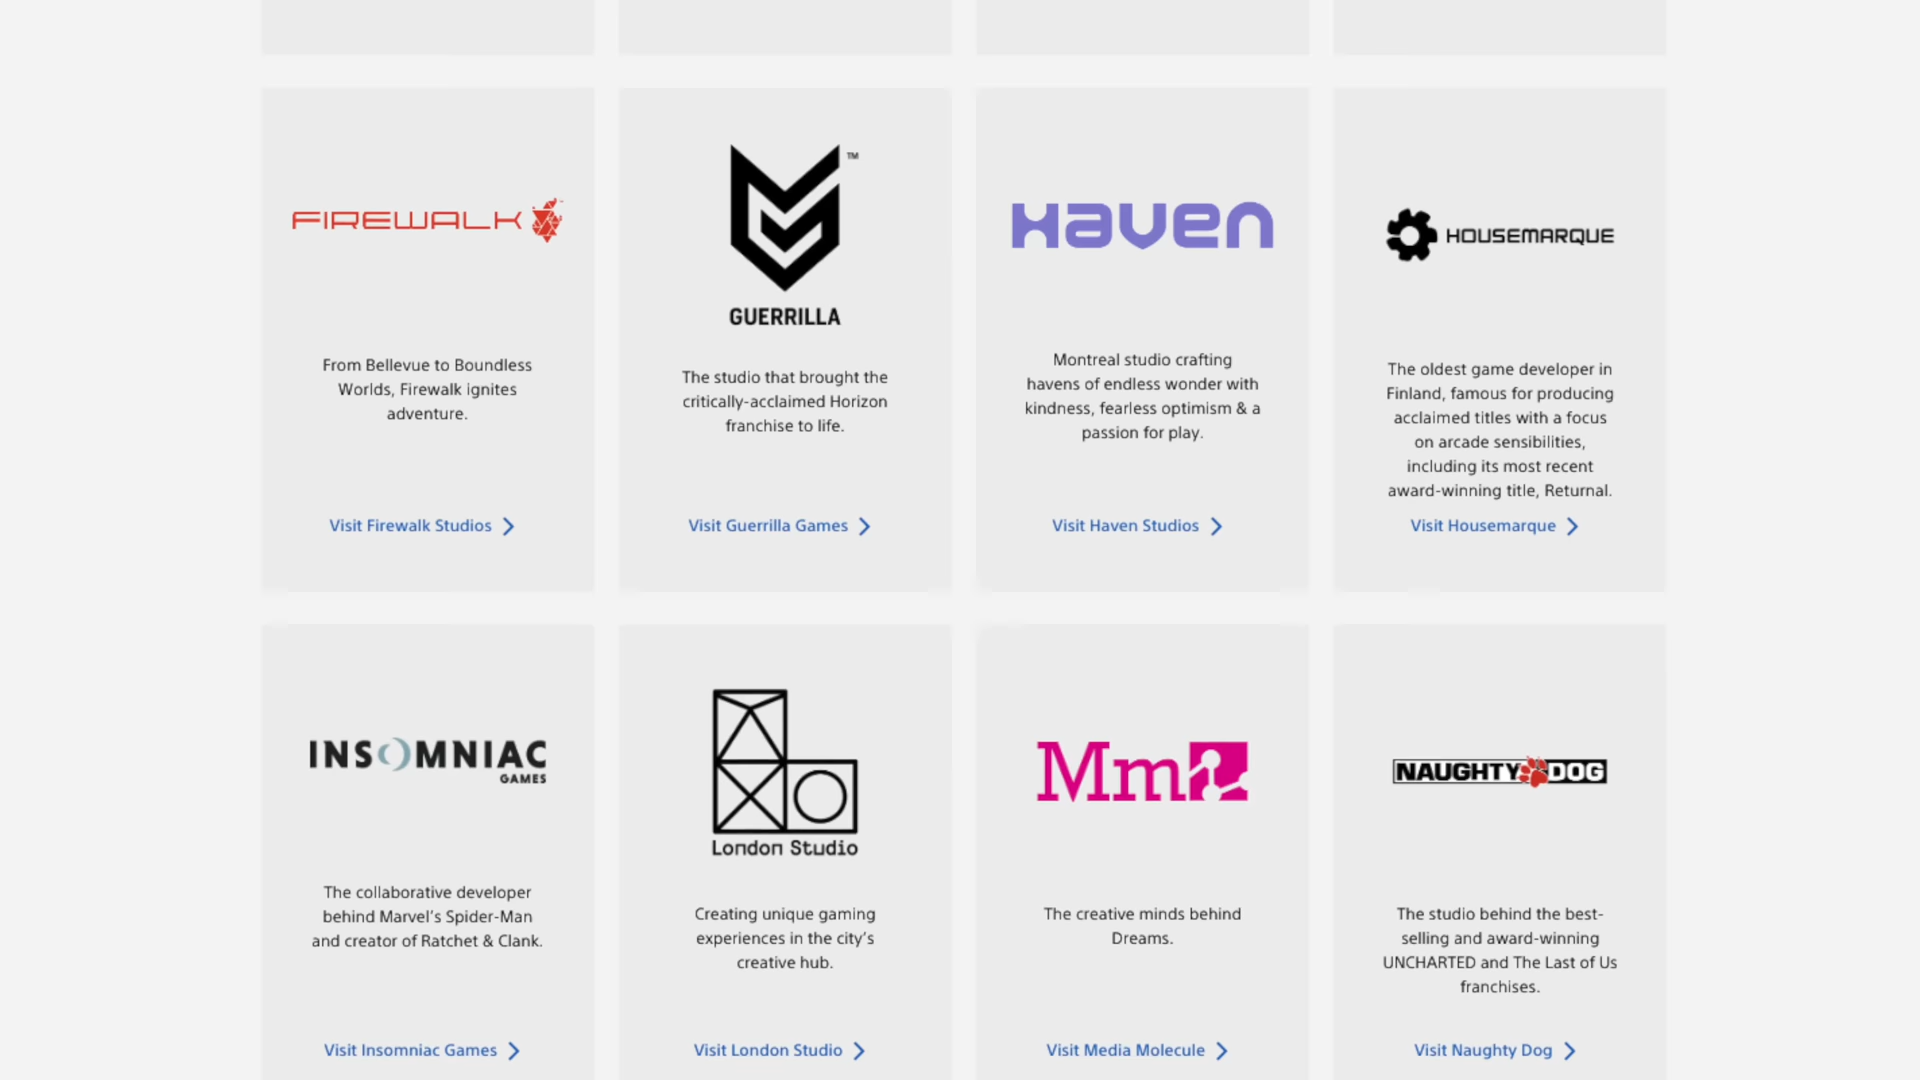 FIREWALK
From Bellevue to Boundless
Worlds, Firewalk ignites
adventure.
Visit Firewalk Studios
TM
GUERRILLA
The studio that brought the
critically-acclaimed Horizon
franchise to life.
Visit Guerrilla Games
Haven
Montreal studio crafting
havens of endless wonder with
kindness, fearless optimism & a
passion for play.
Visit Haven Studios
HOUSEMARQUE
The oldest game developer in
Finland, famous for producing
acclaimed titles with a focus
on arcade sensibilities,
including its most recent
award-winning title, Returnal.
Visit Housemarque
INSOMNIAC
GAMES
The collaborative developer
behind Marvel’s Spider-Man
and creator of Ratchet & Clank.
Visit Insomniac Games
London Studio
Creating unique gaming
experiences in the city’s
creative hub.
Visit London Studio
Mm
The creative minds behind
Dreams.
Visit Media Molecule
NAUGHTY DOG
The studio behind the best-
selling and award-winning
UNCHARTED and The Last of Us
franchises.
Visit Naughty Dog